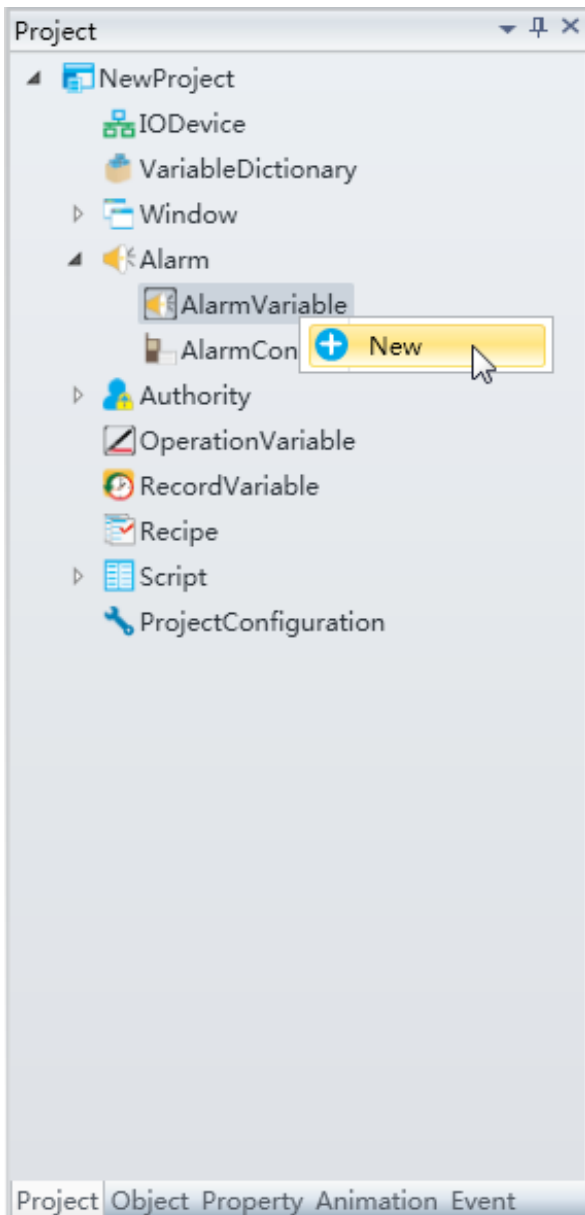 Project
NewProject
IODevice
VariableDictionary
Window
Alarm
AlarmVariable
AlarmCon
New
Authority
OperationVariable
RecordVariable
Recipe
Script
ProjectConfiguration
Project Object Property Animation Event